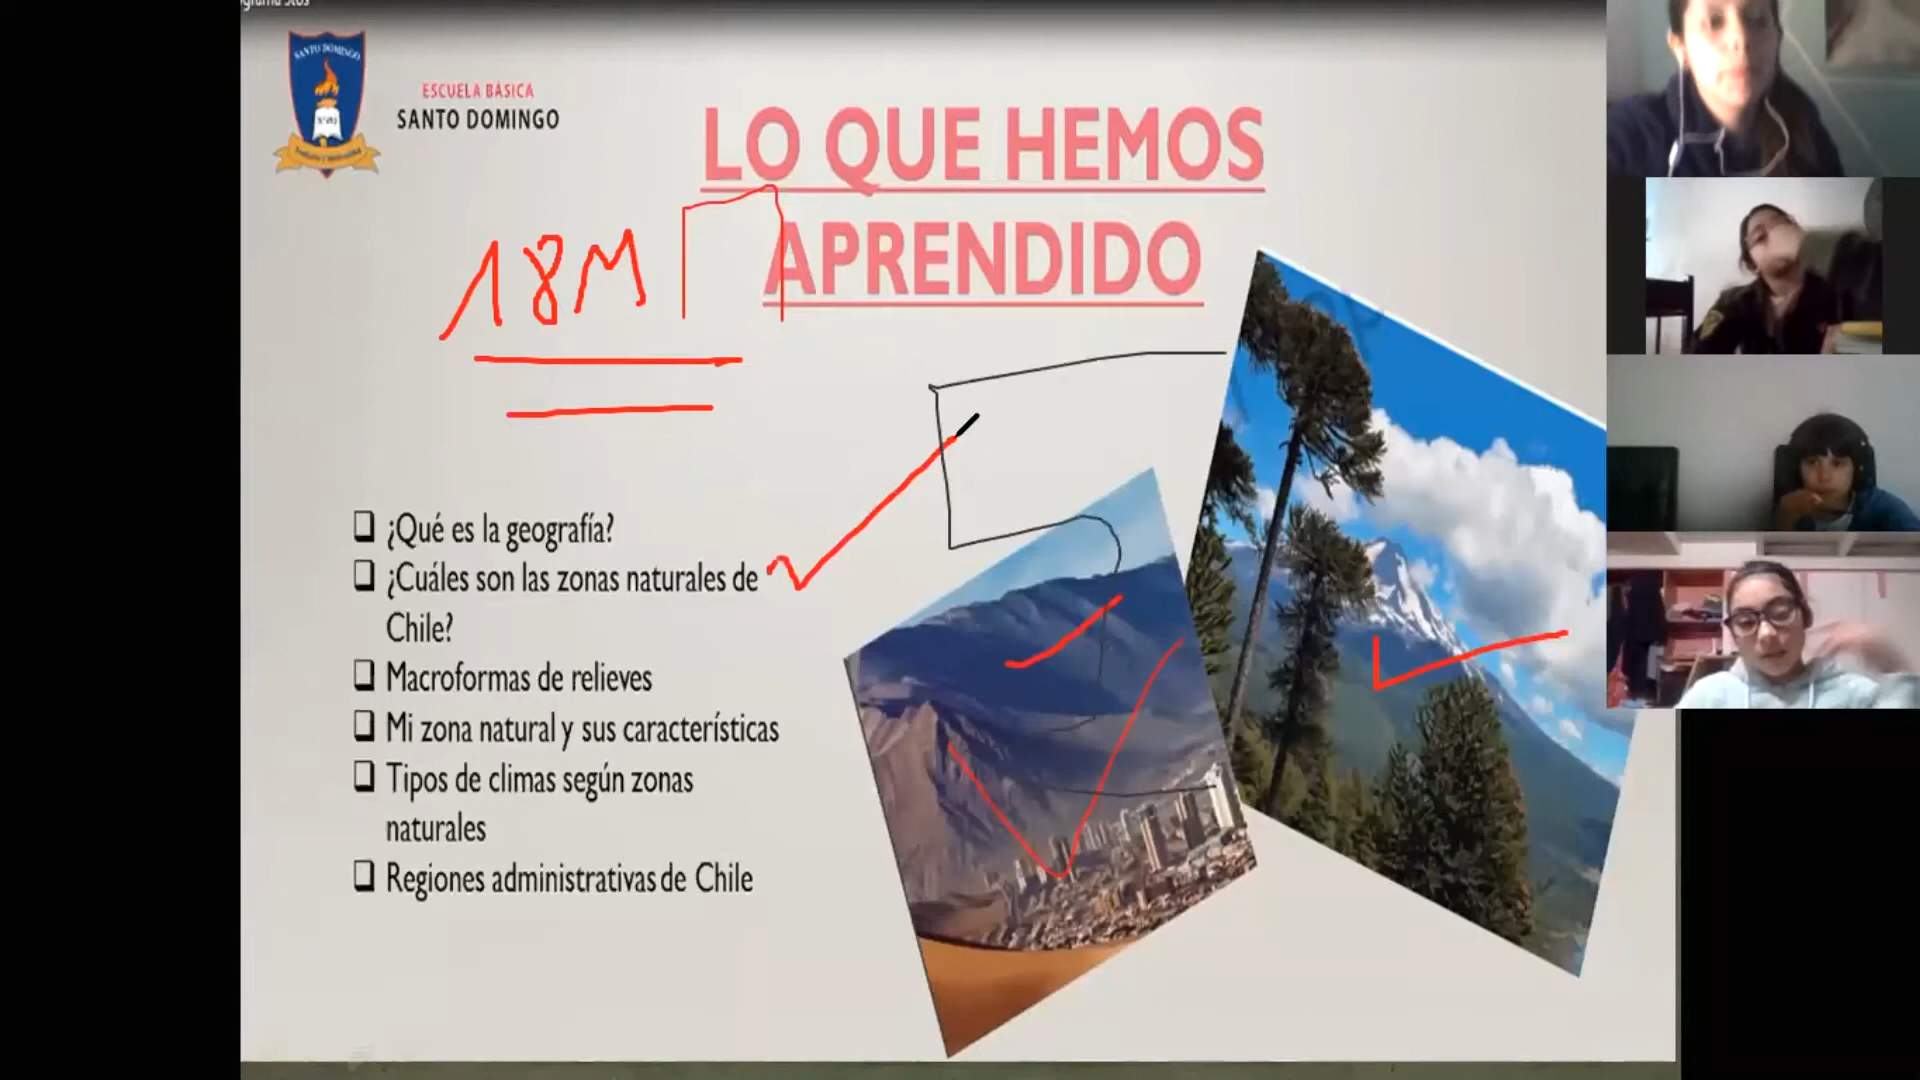 SANTO DOMINGO
ESCUELA BÁSICA
SANTO DOMINGO
LO QUE HEMOS
APRENDIDO
18M
❑ ¿Qué es la geografía?
❑ ¿Cuáles son las zonas naturales de
Chile?
❑ Macroformas de relieves
❑ Mi zona natural y sus características
❑ Tipos de climas según zonas
naturales
❑ Regiones administrativas de Chile